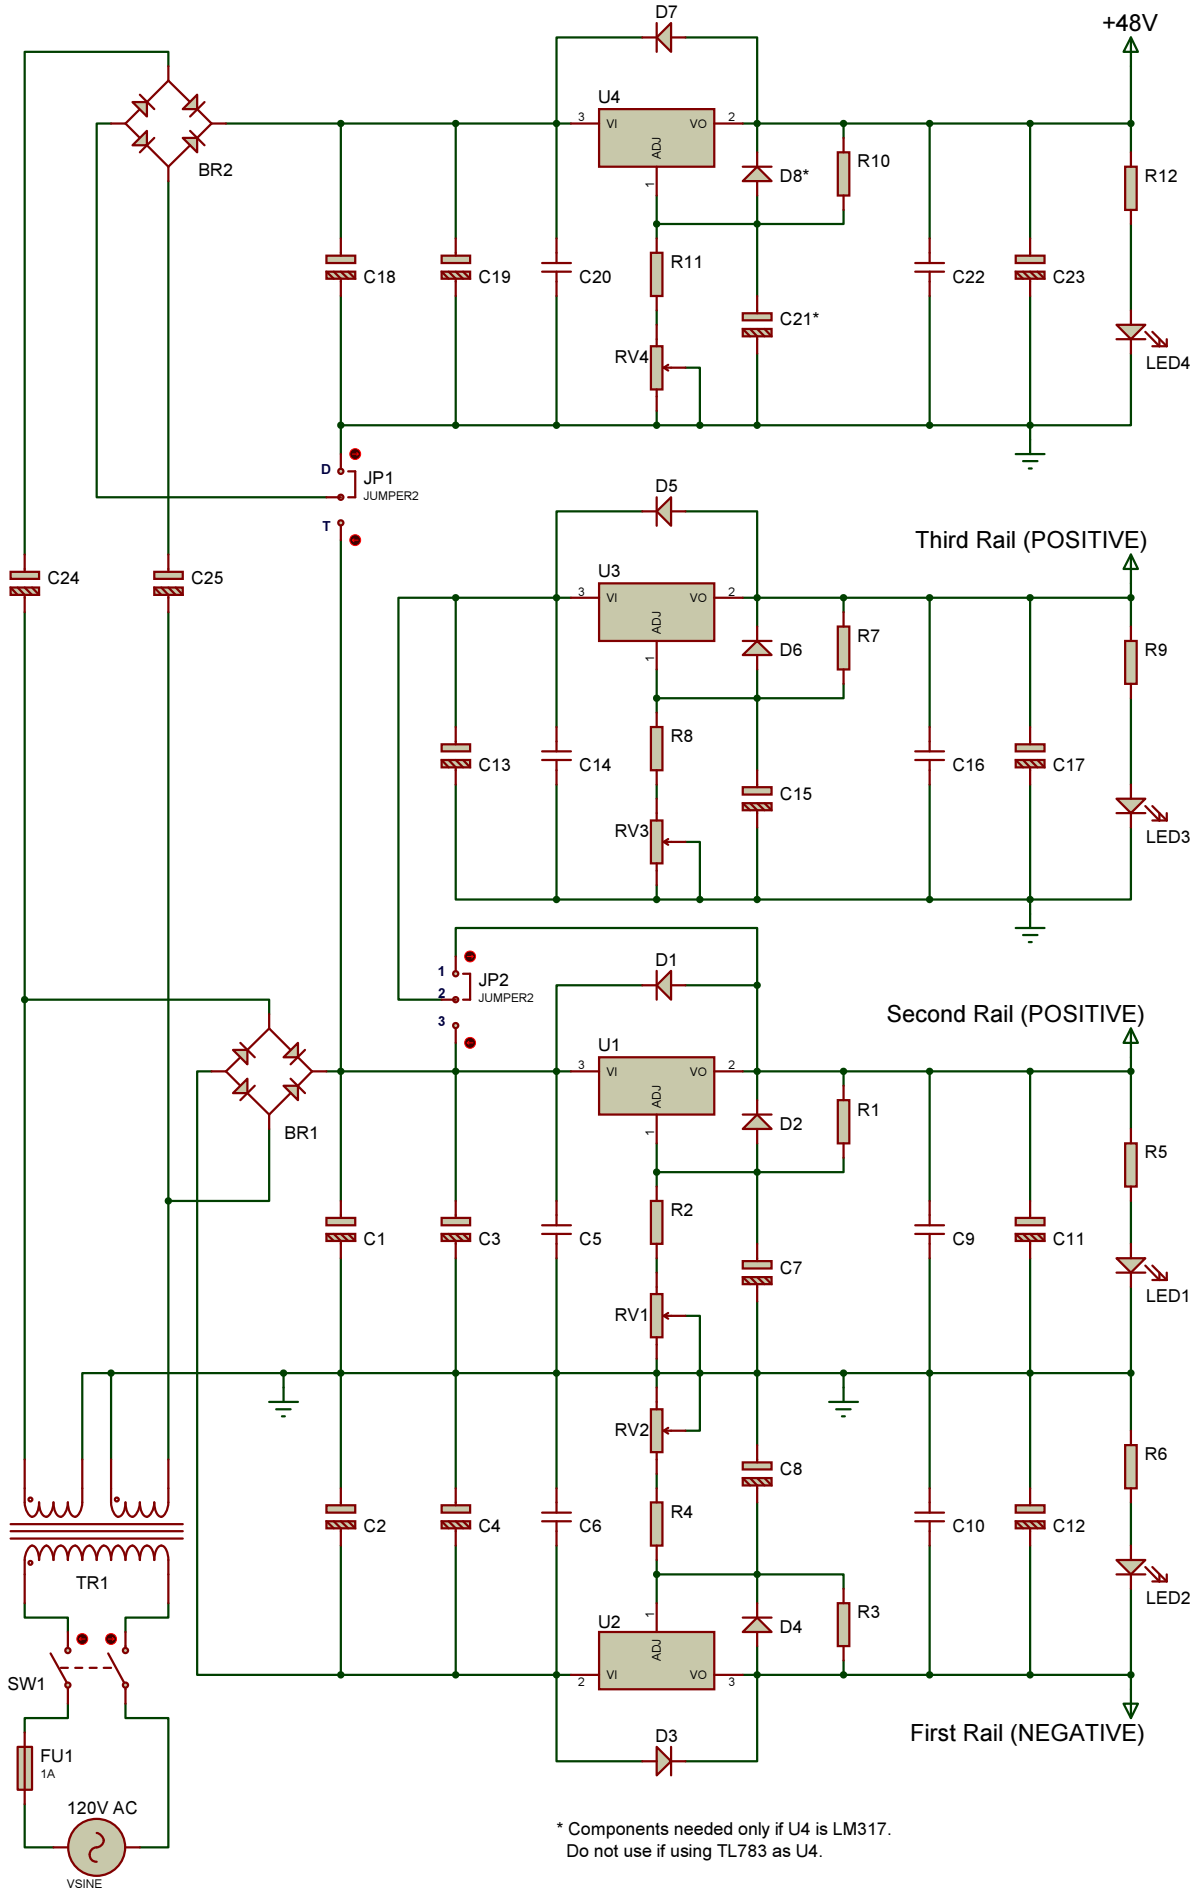 D7
+48V
U4
3
VI
VO
2
ADJ
1
BR2
D8*
R10
R12
R11
C18
C19
C20
C21*
C22
C23
RV4
LED4
D
JP1
JUMPER2
T
D5
Third Rail (POSITIVE)
C24
C25
U3
3
VI
VO
2
ADJ
1
D6
R7
R9
R8
C13
C14
C15
C16
C17
RV3
LED3
1
JP2
2
JUMPER2
3
D1
Second Rail (POSITIVE)
U1
3
VI
VO
2
ADJ
1
BR1
D2
R1
R5
R2
C1
C3
C5
C7
C9
C11
LED1
RV1
RV2
R6
C8
R4
C2
C4
C6
C10
C12
TR1
LED2
U2
1
ADJ
D4
R3
SW1
2
VI
VO
3
First Rail (NEGATIVE)
D3
FU1
1A
120V AC
VSINE
* Components needed only if U4 is LM317.
Do not use if using TL783 as U4.